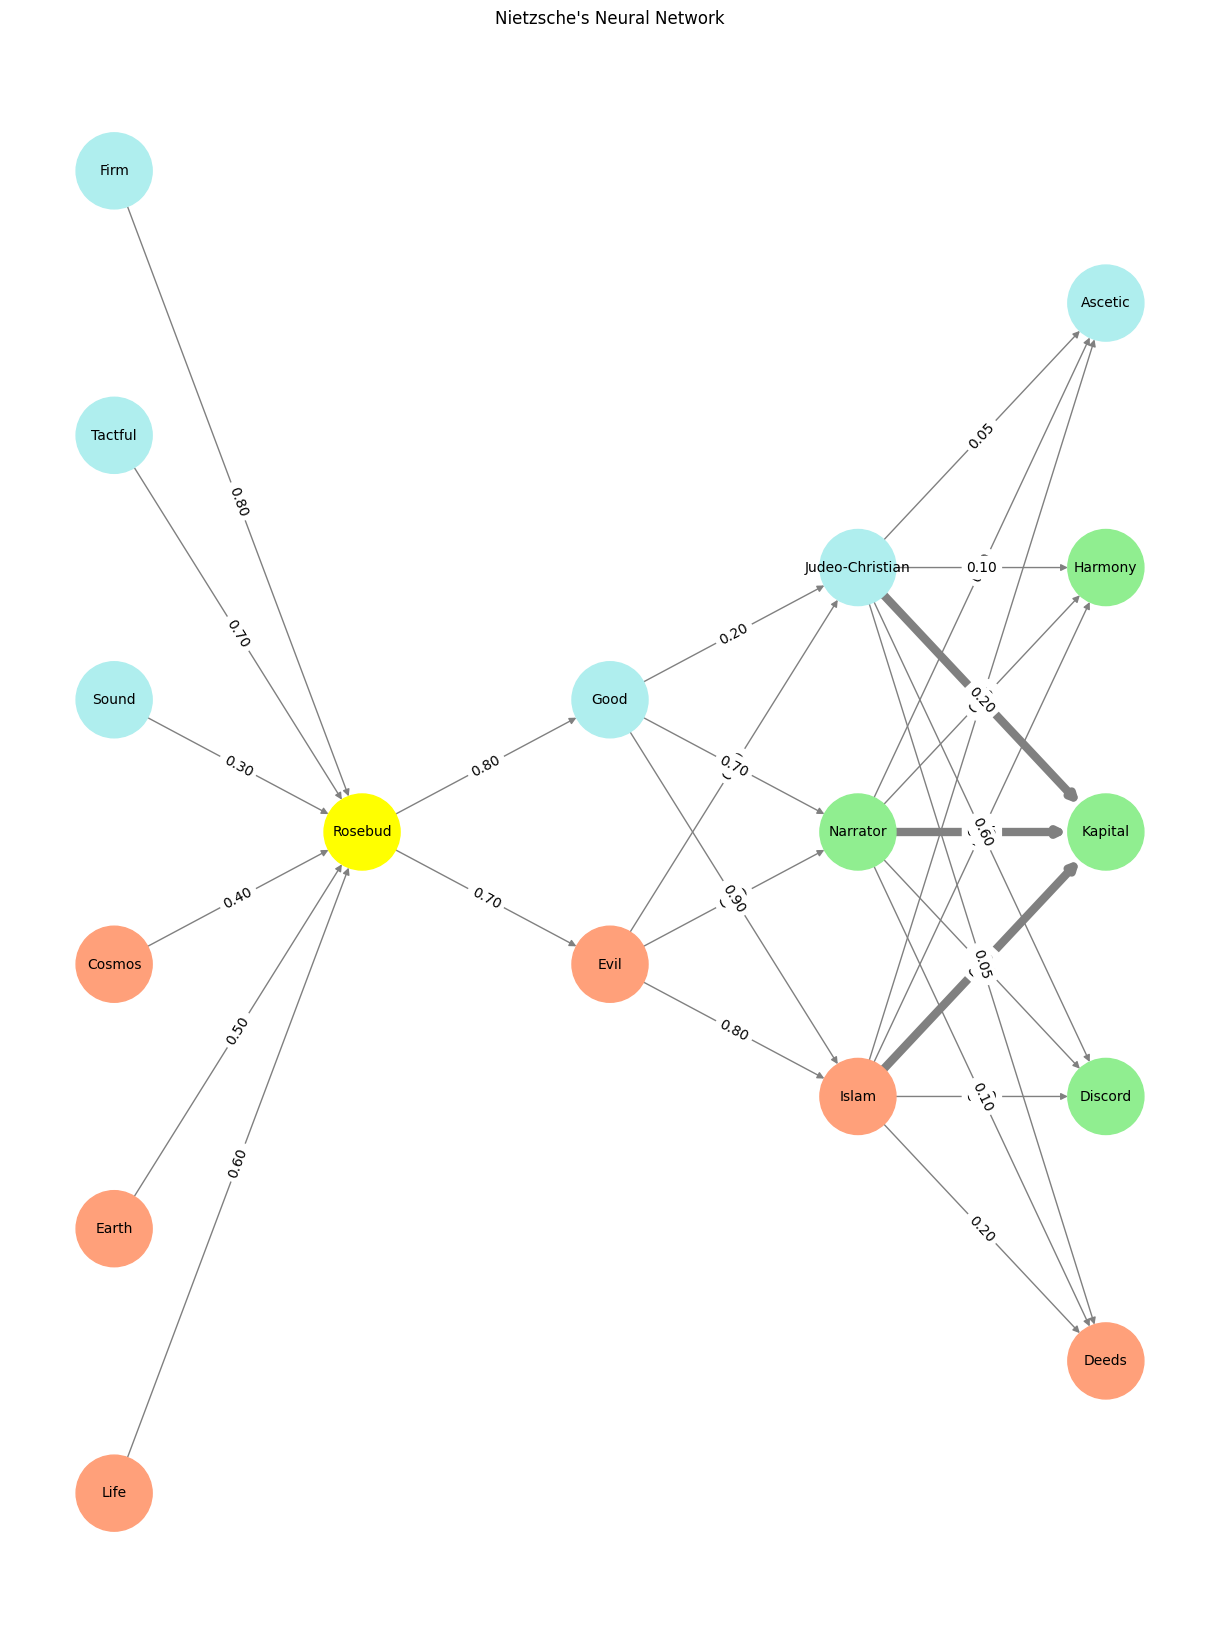 Nietzsche's Neural Network
Firm
Ascetic
Tactful
0.05
0.80
Judeo-Christian
0.10
Harmony
0.70
0.20
Sound
Good
0.20
0.30
0.80
0.70
Rosebud
Narrator
0.60
Kapital
0.40
0.70
0.90
Cosmos
Evil
0.05
0.50
0.80
Islam
0.10
Discord
0.60
Earth
0.20
Deeds
Life